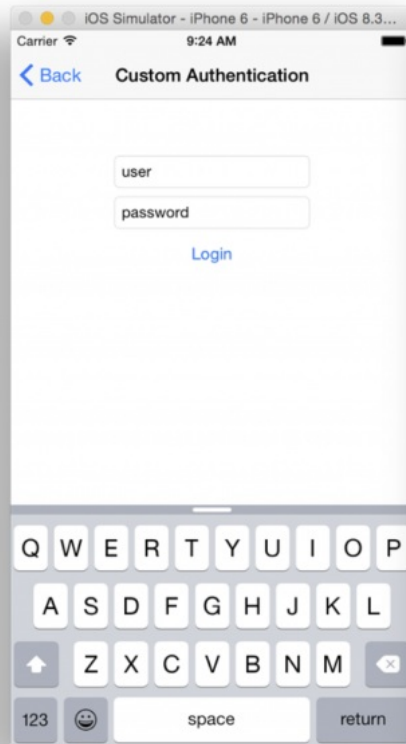 iOS Simulator - iPhone 6 - iPhone 6 / iOS 8.3...
Carrier 9:24 AM
Back Custom Authentication
user
password
Login
Q W E R T Y U I O P
A S D F G H J K L
Z X C V B N M
123 space return